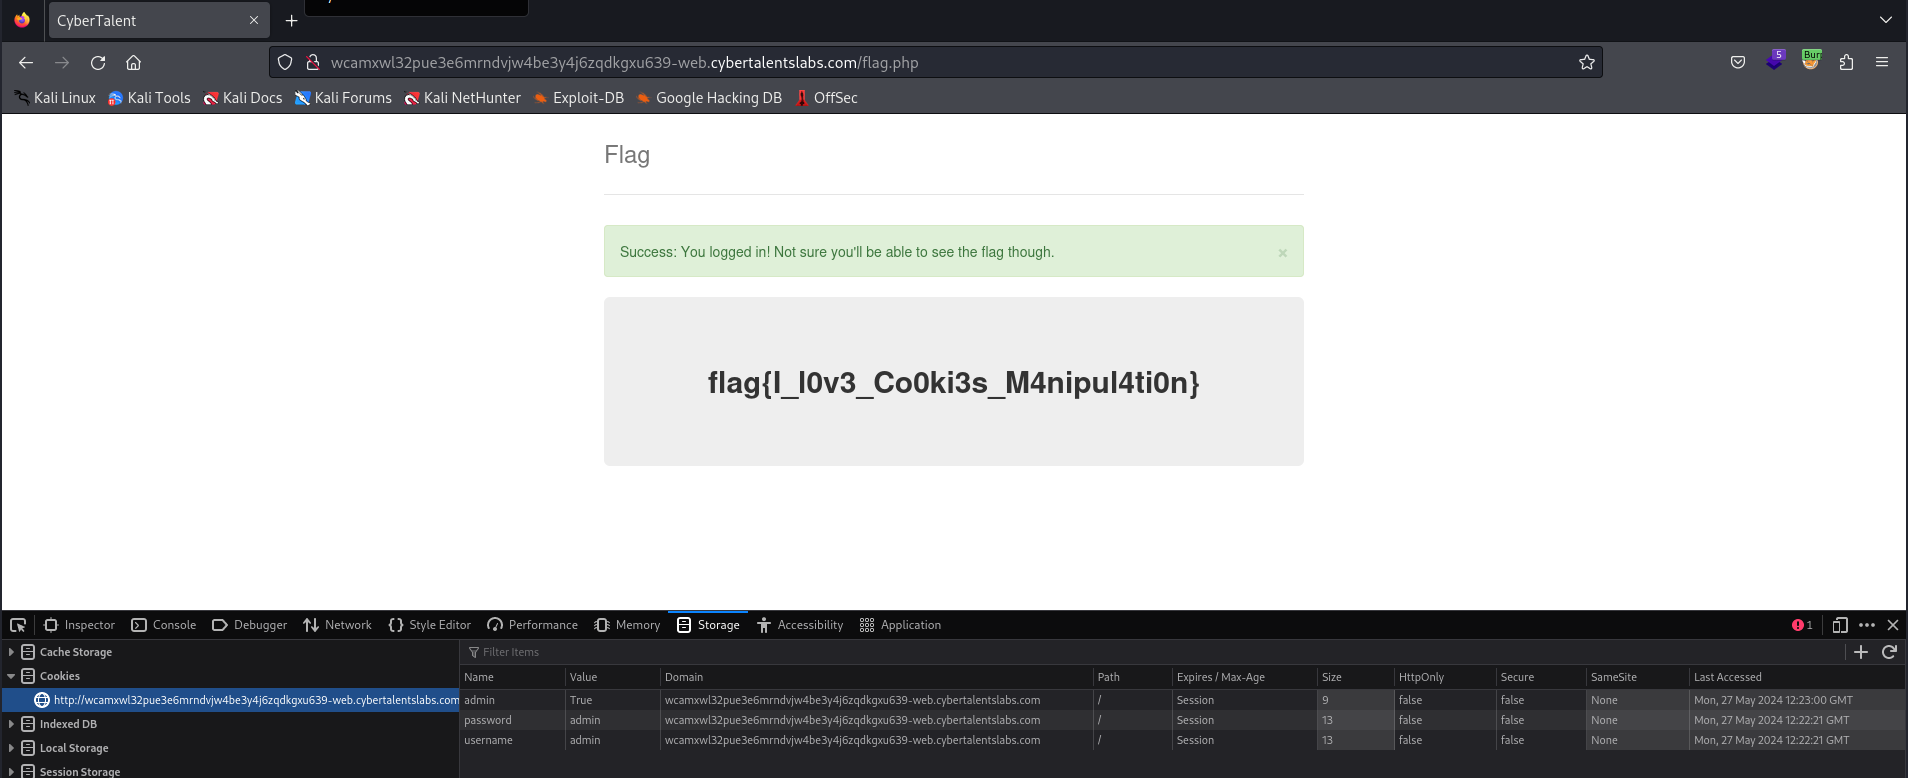 CyberTalent
wcamxwl32pue3e6mrndvjw4be3y4j6zqdkgxu639-web.cybertalentslabs.com/flag.php
5
Bur
Kali Linux Kali Tools Kali Docs Kali Forums Kali NetHunter Exploit-DB Google Hacking DB OffSec
Flag
Success: You logged in! Not sure you'll be able to see the flag though. ×
flag{I_l0v3_Co0ki3s_M4nipul4ti0n}
Inspector Console Debugger Network Style Editor Performance Memory Storage Accessibility Application 1
Cache Storage
Filter Items
Cookies
Name Value Domain Path Expires / Max-Age Size HttpOnly Secure SameSite Last Accessed
http://wcamxwl32pue3e6mrndvjw4be3y4j6zqdkgxu639-web.cybertalentslabs.com
admin True wcamxwl32pue3e6mrndvjw4be3y4j6zqdkgxu639-web.cybertalentslabs.com / Session 9 false false None Mon, 27 May 2024 12:23:00 GMT
Indexed DB
password admin wcamxwl32pue3e6mrndvjw4be3y4j6zqdkgxu639-web.cybertalentslabs.com / Session 13 false false None Mon, 27 May 2024 12:22:21 GMT
Local Storage
username admin wcamxwl32pue3e6mrndvjw4be3y4j6zqdkgxu639-web.cybertalentslabs.com / Session 13 false false None Mon, 27 May 2024 12:22:21 GMT
Session Storage